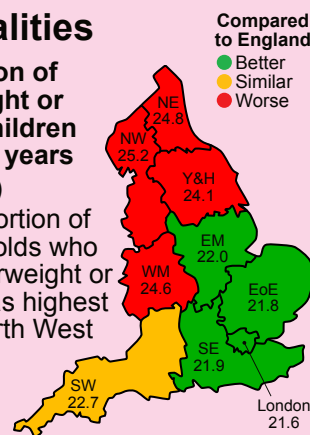 alities
on of
ght or
hildren
years
)
ortion of
olds who
rweight or
as highest
rth West
Compared
to England
Better
Similar
Worse
NE
24.8
NW
25.2
Y&H
24.1
EM
22.0
WM
24.6
EoE
21.8
SE
21.9
SW
22.7
London
21.6